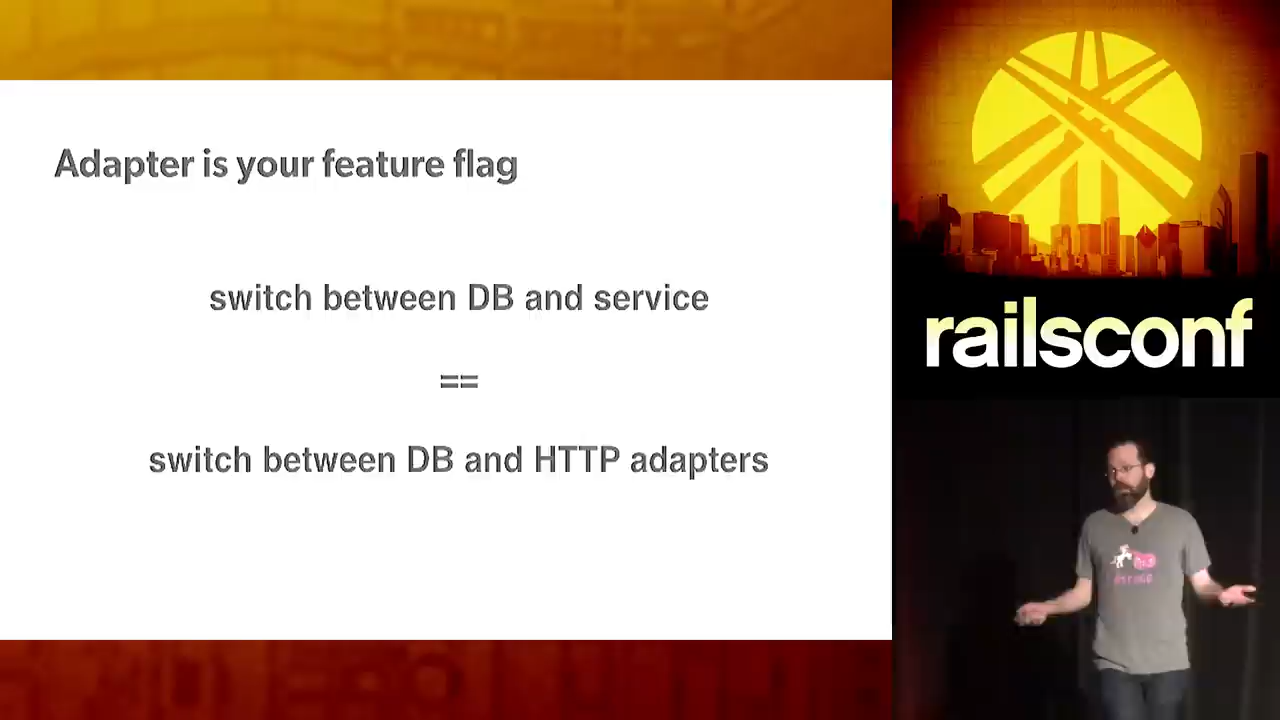 Adapter is your feature flag
switch between DB and service
==
switch between DB and HTTP adapters
railsconf